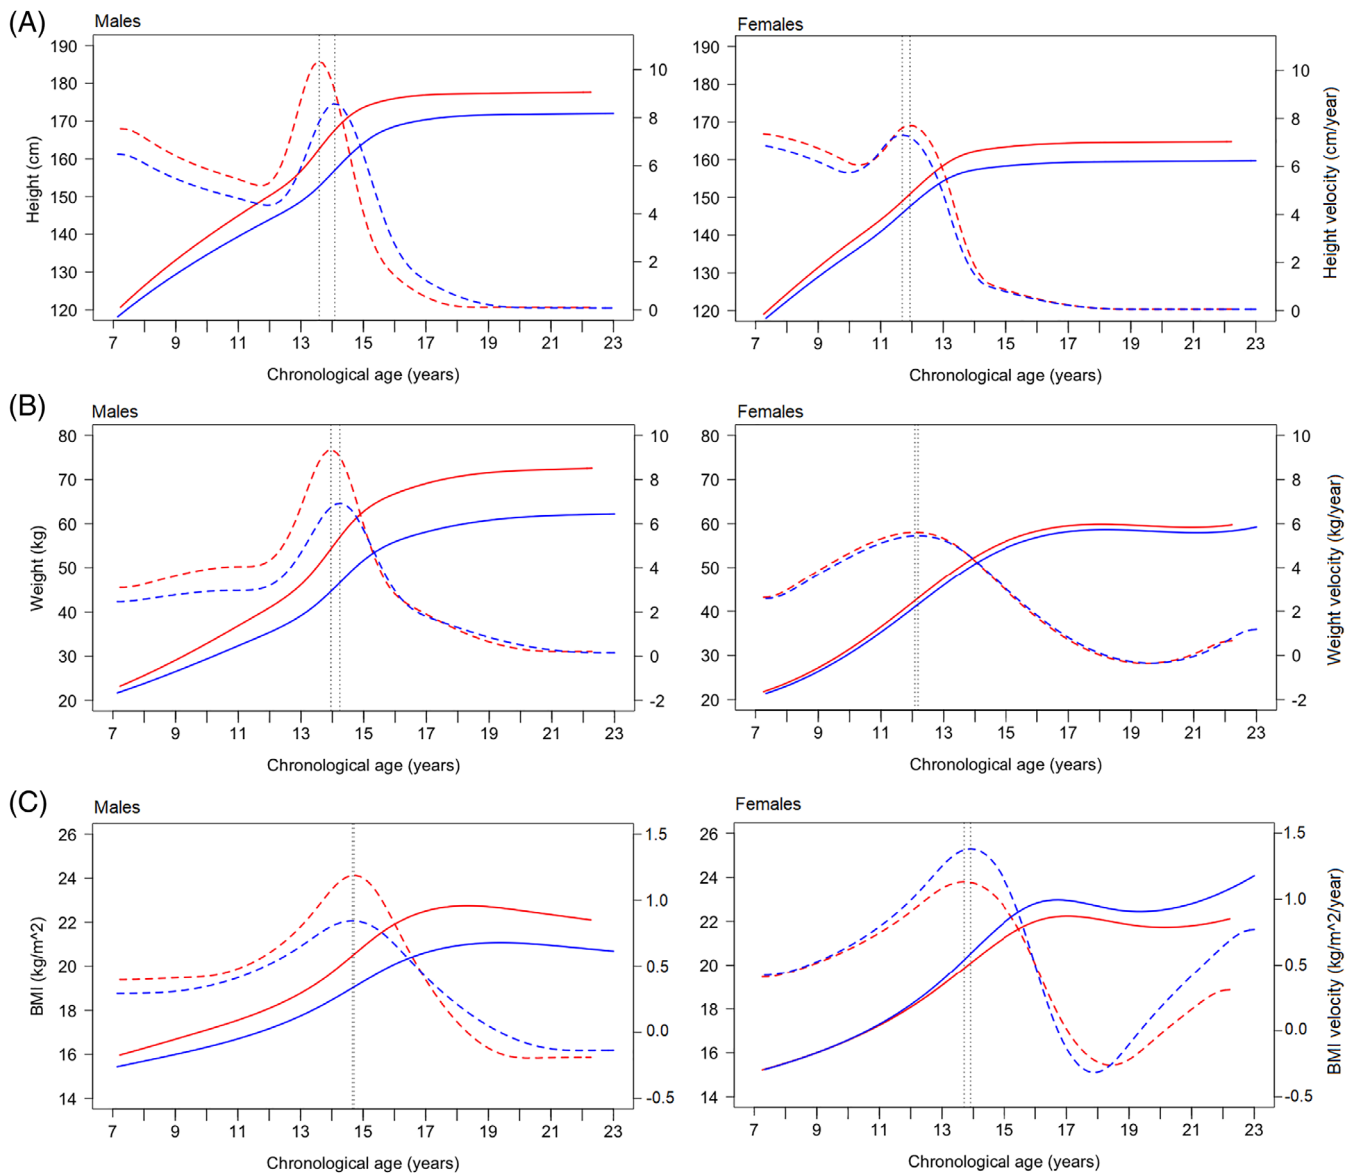 (A)
Males
190
180
170
160
150
140
130
120
Height (cm)
10
8
6
4
2
0
7 9 11 13 15 17 19 21 23
Chronological age (years)
Females
190
180
170
160
150
140
130
120
10
8
6
4
2
0
Height velocity (cm/year)
7 9 11 13 15 17 19 21 23
Chronological age (years)
(B)
Males
80
70
60
50
40
30
20
Weight (kg)
10
8
6
4
2
0
-2
7 9 11 13 15 17 19 21 23
Chronological age (years)
Females
80
70
60
50
40
30
20
10
8
6
4
2
0
-2
Weight velocity (kg/year)
7 9 11 13 15 17 19 21 23
Chronological age (years)
(C)
Males
26
24
22
20
18
16
14
BMI (kg/m^2)
1.5
1.0
0.5
0.0
-0.5
7 9 11 13 15 17 19 21 23
Chronological age (years)
Females
26
24
22
20
18
16
14
1.5
1.0
0.5
0.0
-0.5
BMI velocity (kg/m^2/year)
7 9 11 13 15 17 19 21 23
Chronological age (years)